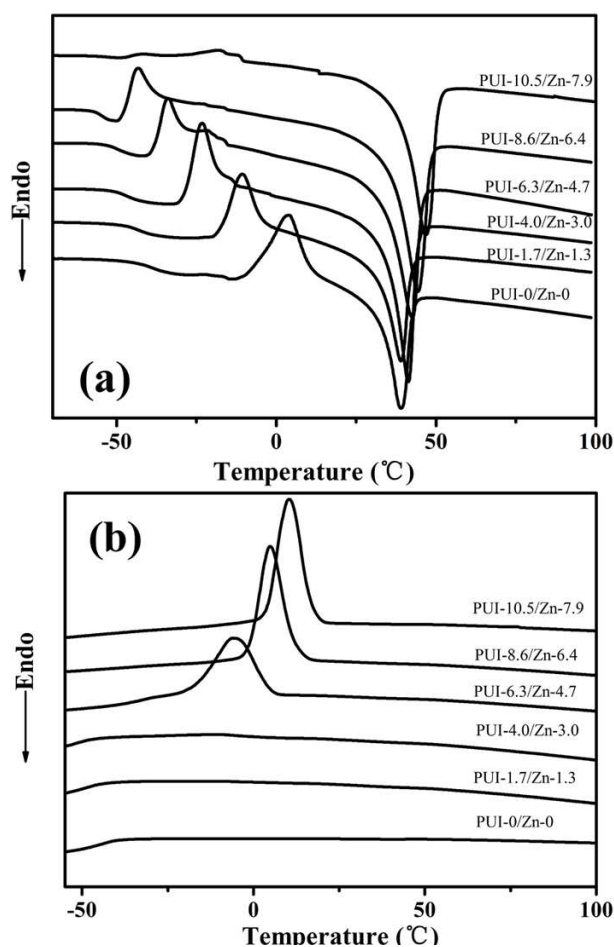 PUI-10.5/Zn-7.9
PUI-8.6/Zn-6.4
PUI-6.3/Zn-4.7
PUI-4.0/Zn-3.0
PUI-1.7/Zn-1.3
PUI-0/Zn-0
Endo
(a)
-50 0 50 100
Temperature (℃)
(b)
PUI-10.5/Zn-7.9
PUI-8.6/Zn-6.4
PUI-6.3/Zn-4.7
PUI-4.0/Zn-3.0
PUI-1.7/Zn-1.3
PUI-0/Zn-0
Endo
-50 0 50 100
Temperature (℃)